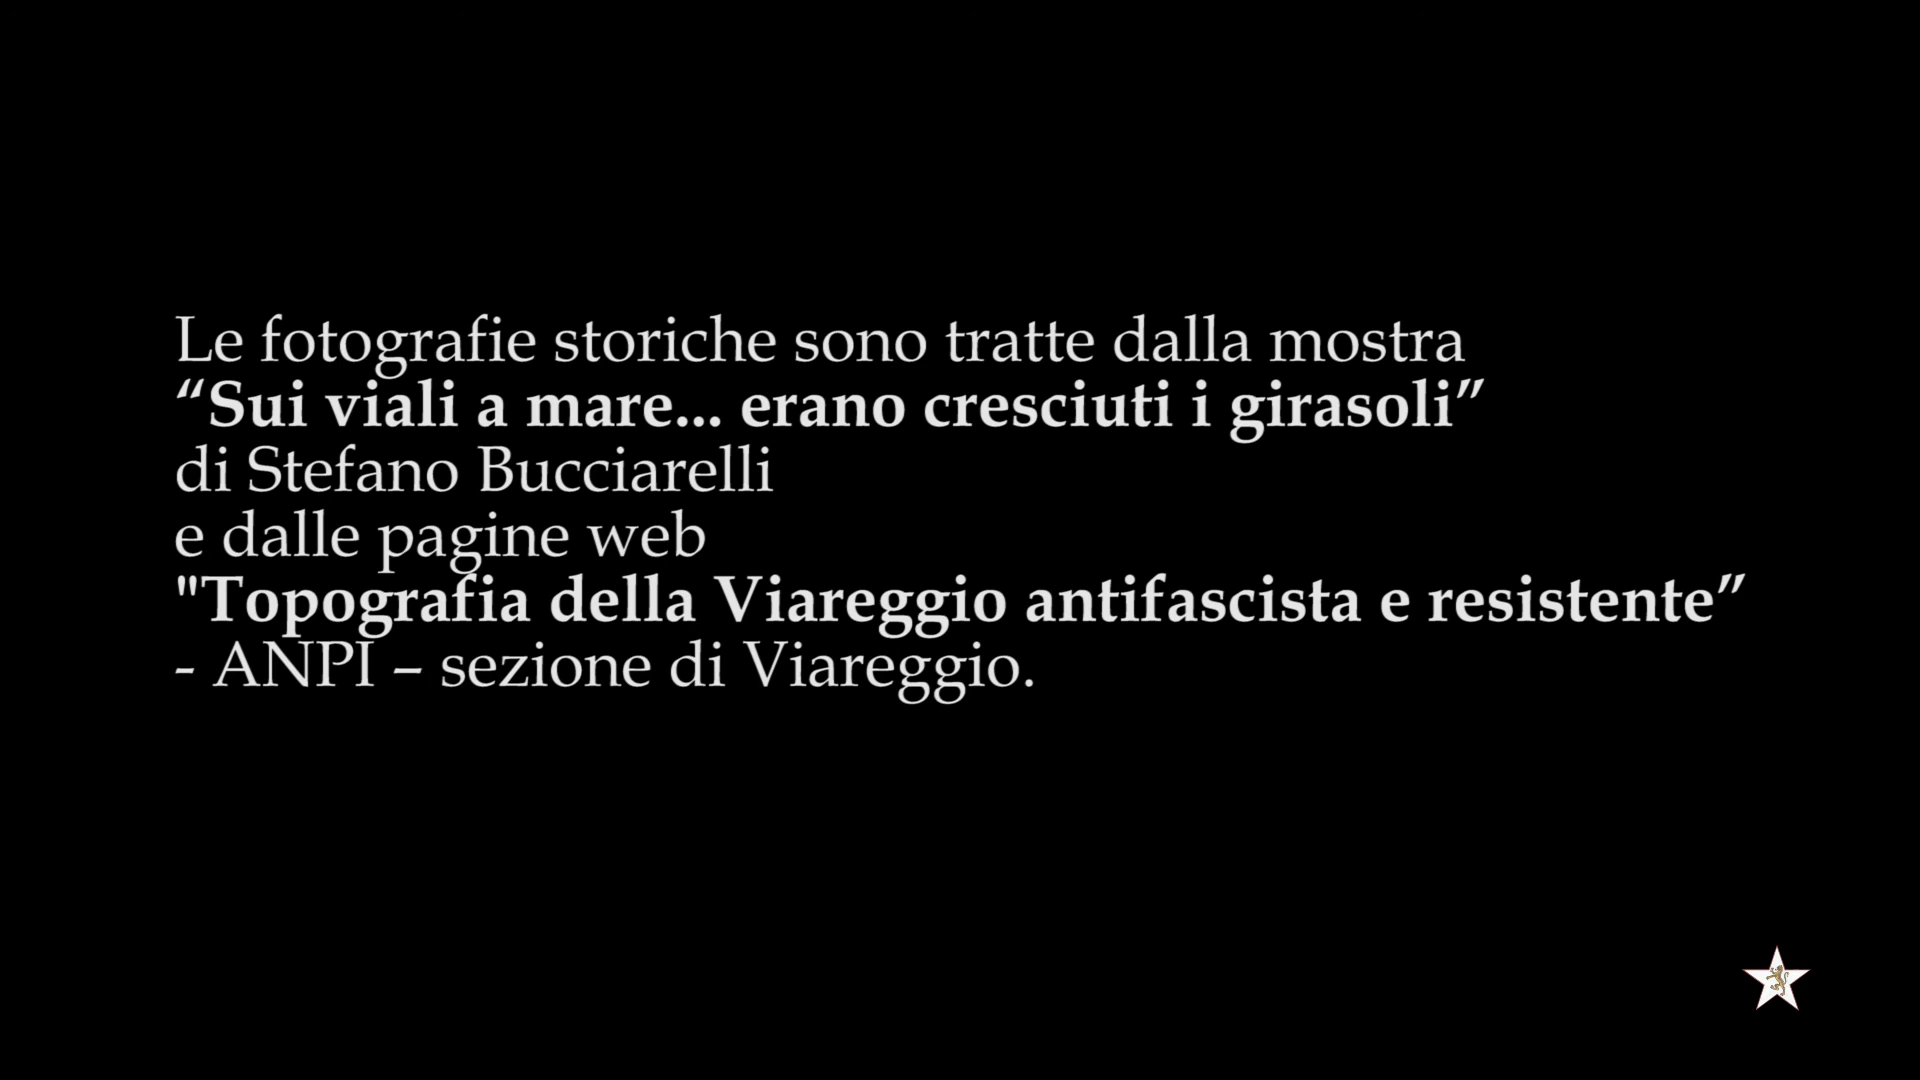 Le fotografie storiche sono tratte dalla mostra
“Sui viali a mare... erano cresciuti i girasoli”
di Stefano Bucciarelli
e dalle pagine web
"Topografia della Viareggio antifascista e resistente”
- ANPI – sezione di Viareggio.